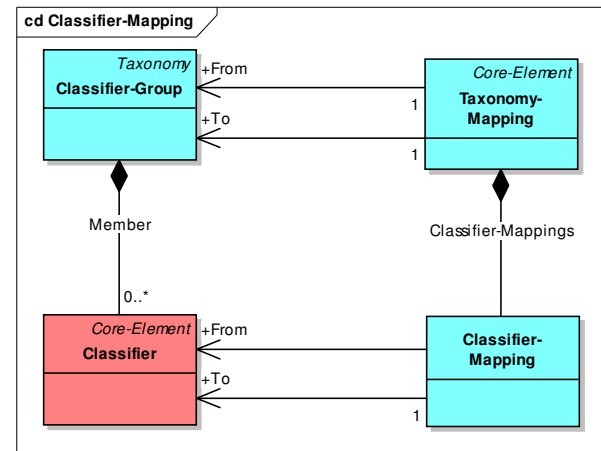 cd Classifier-Mapping
Taxonomy
Classifier-Group
+From
1
+To
1
Core-Element
Taxonomy-
Mapping
Member
0..*
Classifier-Mappings
Core-Element
Classifier
+From
+To
1
Classifier-
Mapping